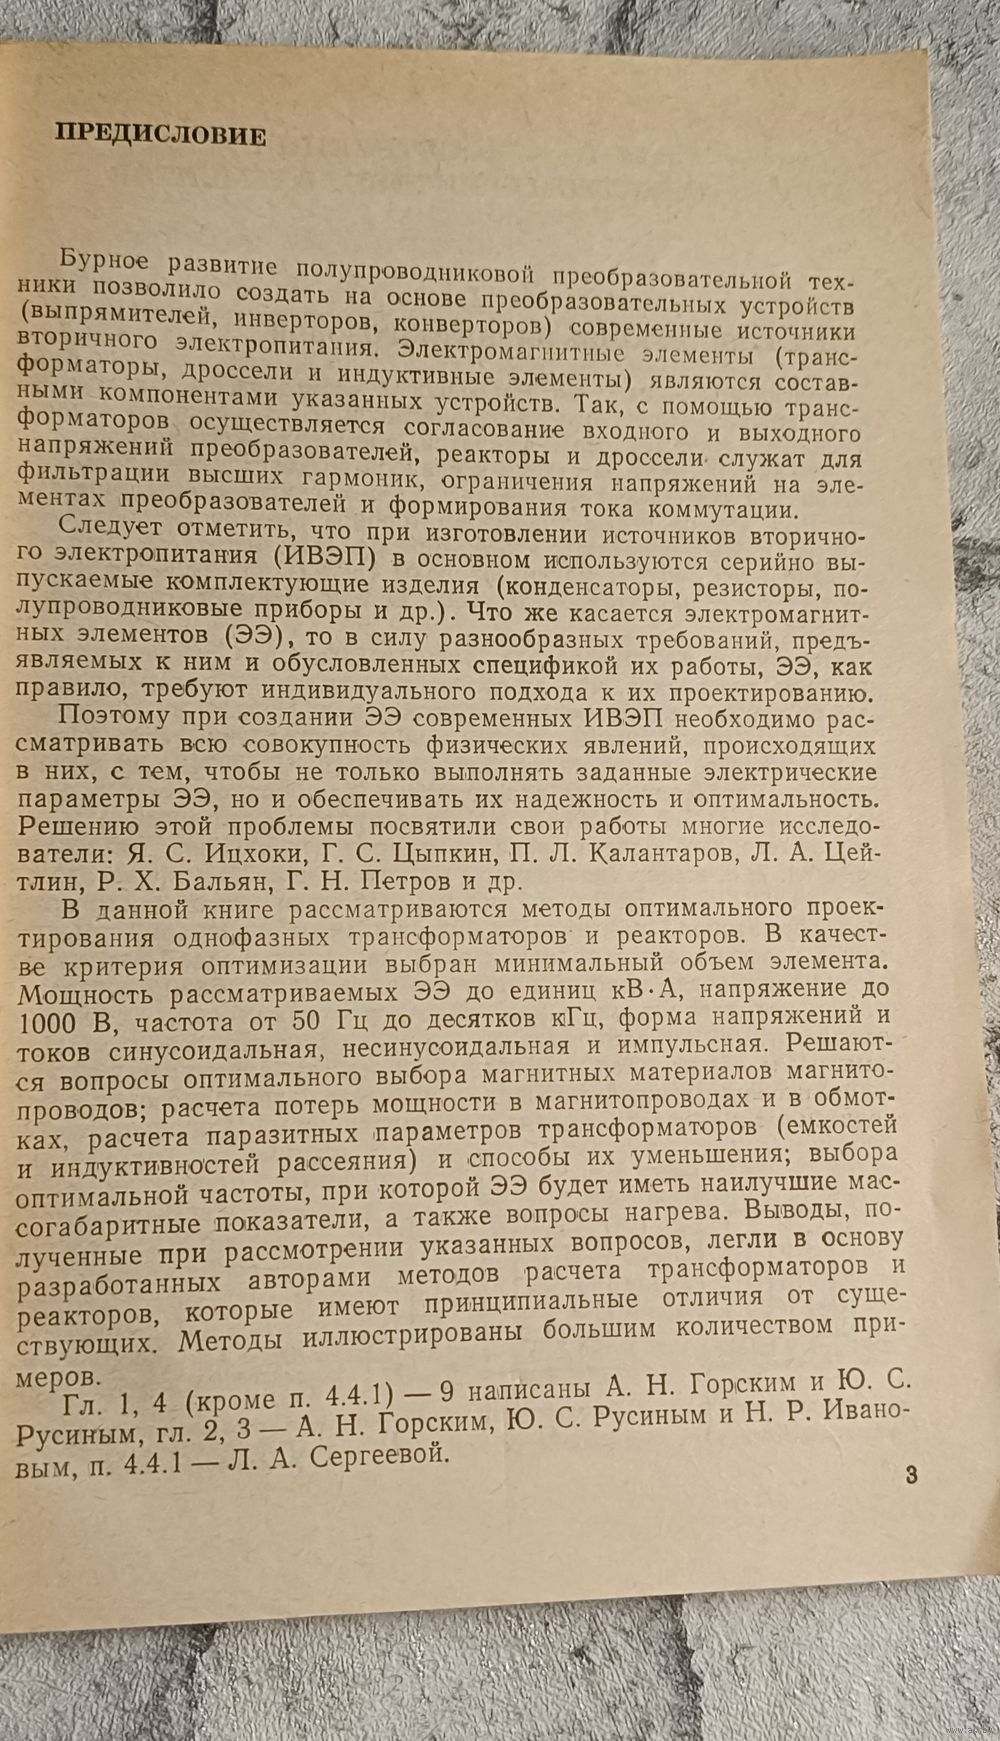 ПРЕДИСЛОВИЕ
Бурное развитие полупроводниковой преобразовательной тех-
ники позволило создать на основе преобразовательных устройств
(выпрямителей, инверторов, конверторов) современные источники
вторичного электропитания. Электромагнитные элементы (транс-
форматоры, дроссели и индуктивные элементы) являются состав-
ными компонентами указанных устройств. Так, с помощью транс-
форматоров осуществляется согласование входного и выходного
напряжений преобразователей, реакторы и дроссели служат для
фильтрации высших гармоник, ограничения напряжений на эле-
ментах преобразователей и формирования тока коммутации.
Следует отметить, что при изготовлении источников вторично-
го электропитания (ИВЭП) в основном используются серийно вы-
пускаемые комплектующие изделия (конденсаторы, резисторы, по-
лупроводниковые приборы и др.). Что же касается электромагнит-
ных элементов (ЭЭ), то в силу разнообразных требований, предъ-
являемых к ним и обусловленных спецификой их работы, ЭЭ, как
правило, требуют индивидуального подхода к их проектированию.
Поэтому при создании ЭЭ современных ИВЭП необходимо рас-
сматривать всю совокупность физических явлений, происходящих
в них, с тем, чтобы не только выполнять заданные электрические
параметры ЭЭ, но и обеспечивать их надежность и оптимальность.
Решению этой проблемы посвятили свои работы многие исследо-
ватели: Я. С. Ицхоки, Г. С. Цыпкин, П. Л. Калантаров, Л. А. Цей-
тлин, Р. Х. Бальян, Г. Н. Петров и др.
В данной книге рассматриваются методы оптимального проек-
тирования однофазных трансформаторов и реакторов. В качест-
ве критерия оптимизации выбран минимальный объем элемента.
Мощность рассматриваемых ЭЭ до единиц кВ·А, напряжение до
1000 В, частота от 50 Гц до десятков кГц, форма напряжений и
токов синусоидальная, несинусоидальная и импульсная. Решают-
ся вопросы оптимального выбора магнитных материалов магнито-
проводов; расчета потерь мощности в магнитопроводах и в обмот-
ках, расчета паразитных параметров трансформаторов (емкостей
и индуктивностей рассеяния) и способы их уменьшения; выбора
оптимальной частоты, при которой ЭЭ будет иметь наилучшие мас-
согабаритные показатели, а также вопросы нагрева. Выводы, по-
лученные при рассмотрении указанных вопросов, легли в основу
разработанных авторами методов расчета трансформаторов и
реакторов, которые имеют принципиальные отличия от суще-
ствующих. Методы иллюстрированы большим количеством при-
меров.
Гл. 1, 4 (кроме п. 4.4.1) — 9 написаны А. Н. Горским и Ю. С.
Русиным, гл. 2, 3 — А. Н. Горским, Ю. С. Русиным и Н. Р. Ивано-
вым, п. 4.4.1 — Л. А. Сергеевой.
3
www.ay.by